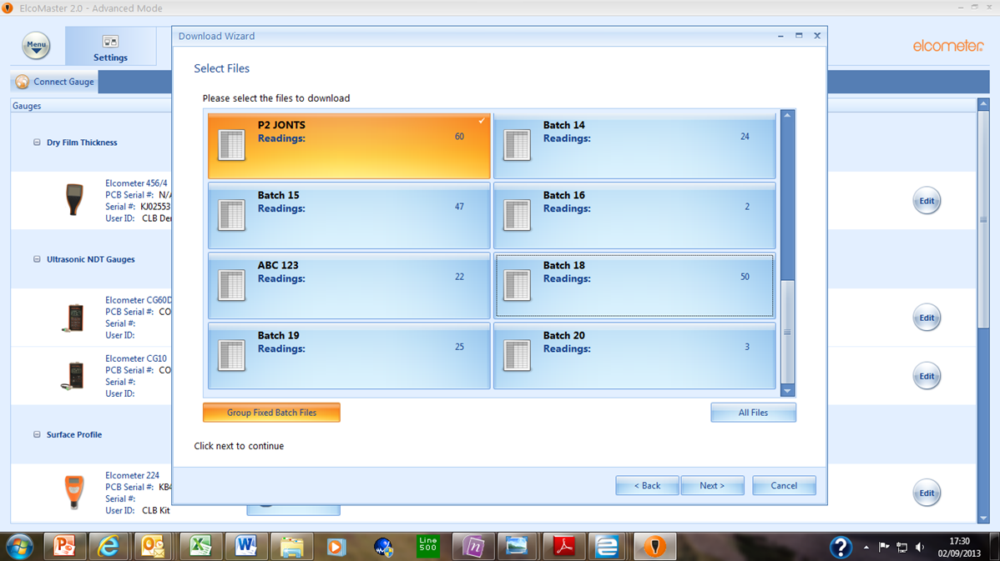 ElcoMaster 2.0 - Advanced Mode
Menu
Settings
elcometer
Connect Gauge
Gauges
Dry Film Thickness
Elcometer 456/4
PCB Serial #: N/A
Serial #: KJ02553
User ID: CLB De
Edit
Ultrasonic NDT Gauges
Elcometer CG60D
PCB Serial #: CO
Serial #:
User ID:
Edit
Elcometer CG10
PCB Serial #: CO
Serial #:
User ID:
Edit
Surface Profile
Elcometer 224
PCB Serial #: KB4
Serial #:
User ID: CLB Kit
Edit
Download Wizard
Select Files
Please select the files to download
P2 JONTS
Readings: 60
Batch 14
Readings: 24
Batch 15
Readings: 47
Batch 16
Readings: 2
ABC 123
Readings: 22
Batch 18
Readings: 50
Batch 19
Readings: 25
Batch 20
Readings: 3
Group Fixed Batch Files
All Files
Click next to continue
< Back
Next >
Cancel
Line
500
17:30
02/09/2013